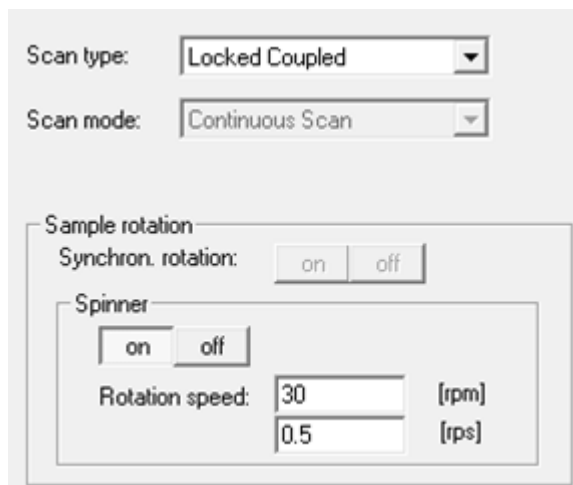 Scan type: Locked Coupled
Scan mode: Continuous Scan
Sample rotation
Synchron. rotation: on off
Spinner
on off
Rotation speed: 30 [rpm]
0.5 [rps]